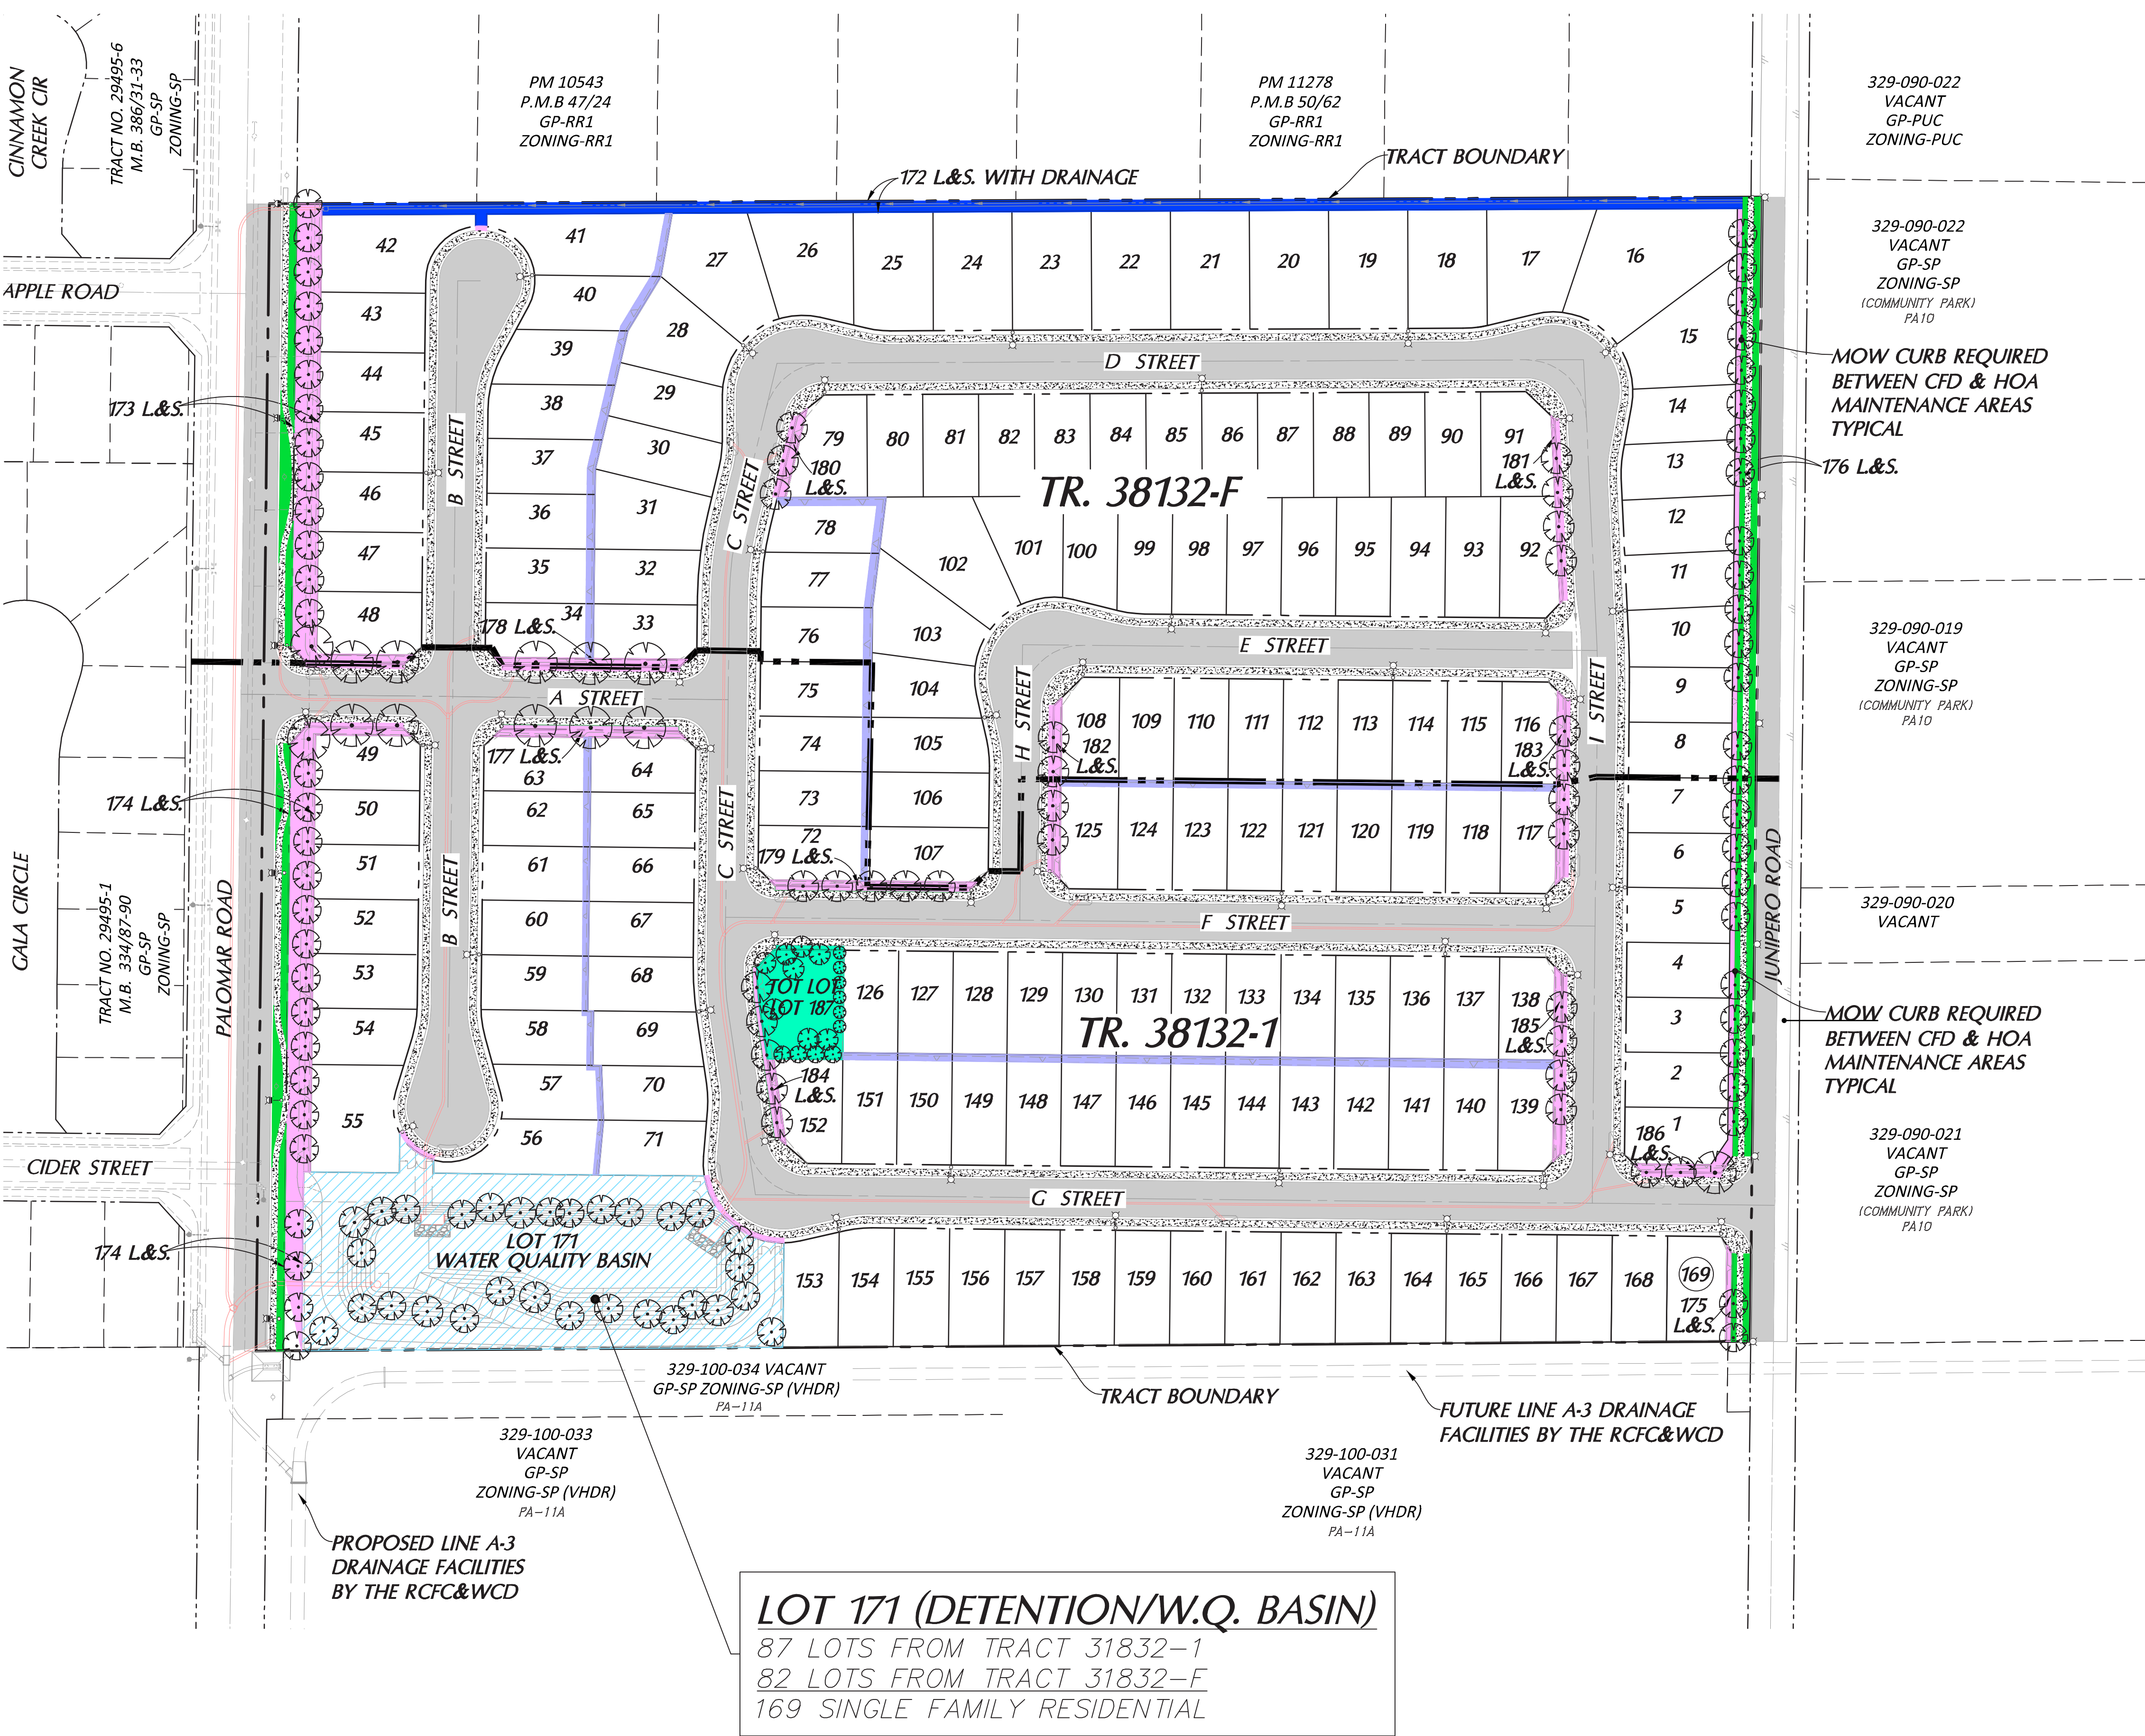 CINNAMON
CREEK CIR
TRACT NO. 29495-6
M.B. 386/31-33
GP-SP
ZONING-SP
PM 10543
P.M.B 47/24
GP-RR1
ZONING-RR1
PM 11278
P.M.B 50/62
GP-RR1
ZONING-RR1
329-090-022
VACANT
GP-PUC
ZONING-PUC
TRACT BOUNDARY
172 L.&S. WITH DRAINAGE
329-090-022
VACANT
GP-SP
ZONING-SP
(COMMUNITY PARK)
PA10
42
41
27
26
25
24
23
22
21
20
19
18
17
16
15
APPLE ROAD
43
40
28
39
D STREET
MOW CURB REQUIRED
BETWEEN CFD & HOA
MAINTENANCE AREAS
TYPICAL
44
38
29
14
173 L.&S.
45
37
30
79
80
81
82
83
84
85
86
87
88
89
90
91
180
L.&S.
181
L.&S.
13
176 L.&S.
B STREET
46
36
31
C STREET
TR. 38132-F
78
12
47
35
32
77
102
101
100
99
98
97
96
95
94
93
92
11
48
34
33
178 L.&S.
76
103
10
329-090-019
VACANT
GP-SP
ZONING-SP
(COMMUNITY PARK)
PA10
E STREET
A STREET
75
104
9
H STREET
I STREET
108
109
110
111
112
113
114
115
116
182
L.&S.
183
L.&S.
49
177 L.&S.
63
64
74
105
8
174 L.&S.
50
62
65
73
106
7
C STREET
51
61
66
72
179 L.&S.
107
125
124
123
122
121
120
119
118
117
6
GALA CIRCLE
TRACT NO. 29495-1
M.B. 334/87-90
GP-SP
ZONING-SP
PALOMAR ROAD
B STREET
JUNIPERO ROAD
52
60
67
F STREET
5
329-090-020
VACANT
53
59
68
TOT LOT
LOT 187
126
127
128
129
130
131
132
133
134
135
136
137
138
185
L.&S.
4
54
58
69
TR. 38132-1
3
MOW CURB REQUIRED
BETWEEN CFD & HOA
MAINTENANCE AREAS
TYPICAL
57
70
184
L.&S.
2
55
56
71
152
151
150
149
148
147
146
145
144
143
142
141
140
139
1
186
L.&S.
329-090-021
VACANT
GP-SP
ZONING-SP
(COMMUNITY PARK)
PA10
CIDER STREET
G STREET
174 L.&S.
LOT 171
WATER QUALITY BASIN
153
154
155
156
157
158
159
160
161
162
163
164
165
166
167
168
169
175
L.&S.
329-100-034 VACANT
GP-SP ZONING-SP (VHDR)
PA-11A
TRACT BOUNDARY
FUTURE LINE A-3 DRAINAGE
FACILITIES BY THE RCFC&WCD
329-100-033
VACANT
GP-SP
ZONING-SP (VHDR)
PA-11A
329-100-031
VACANT
GP-SP
ZONING-SP (VHDR)
PA-11A
PROPOSED LINE A-3
DRAINAGE FACILITIES
BY THE RCFC&WCD
LOT 171 (DETENTION/W.Q. BASIN)
87 LOTS FROM TRACT 31832-1
82 LOTS FROM TRACT 31832-F
169 SINGLE FAMILY RESIDENTIAL